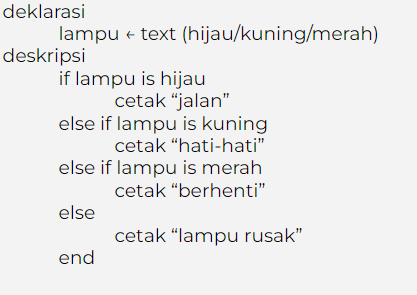 deklarasi
lampu ← text (hijau/kuning/merah)
deskripsi
if lampu is hijau
cetak “jalan”
else if lampu is kuning
cetak “hati-hati”
else if lampu is merah
cetak “berhenti”
else
cetak “lampu rusak”
end